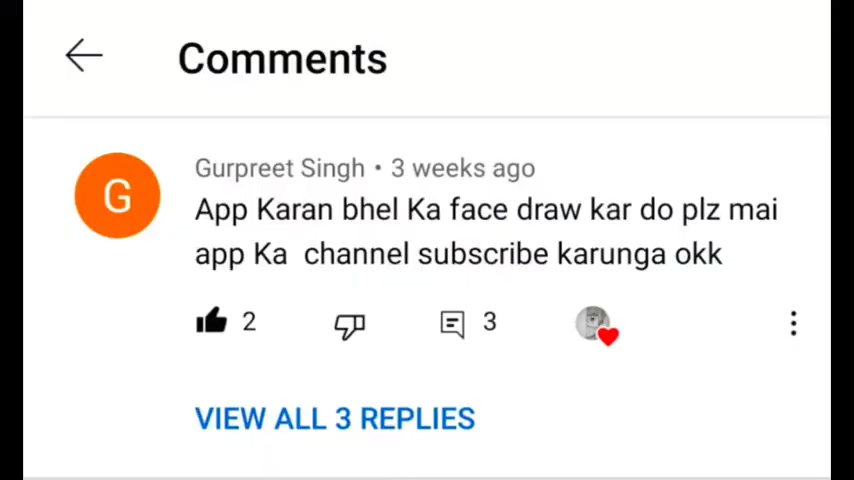 Comments
G
Gurpreet Singh • 3 weeks ago
App Karan bhel Ka face draw kar do plz mai
app Ka channel subscribe karunga okk
2
3
VIEW ALL 3 REPLIES